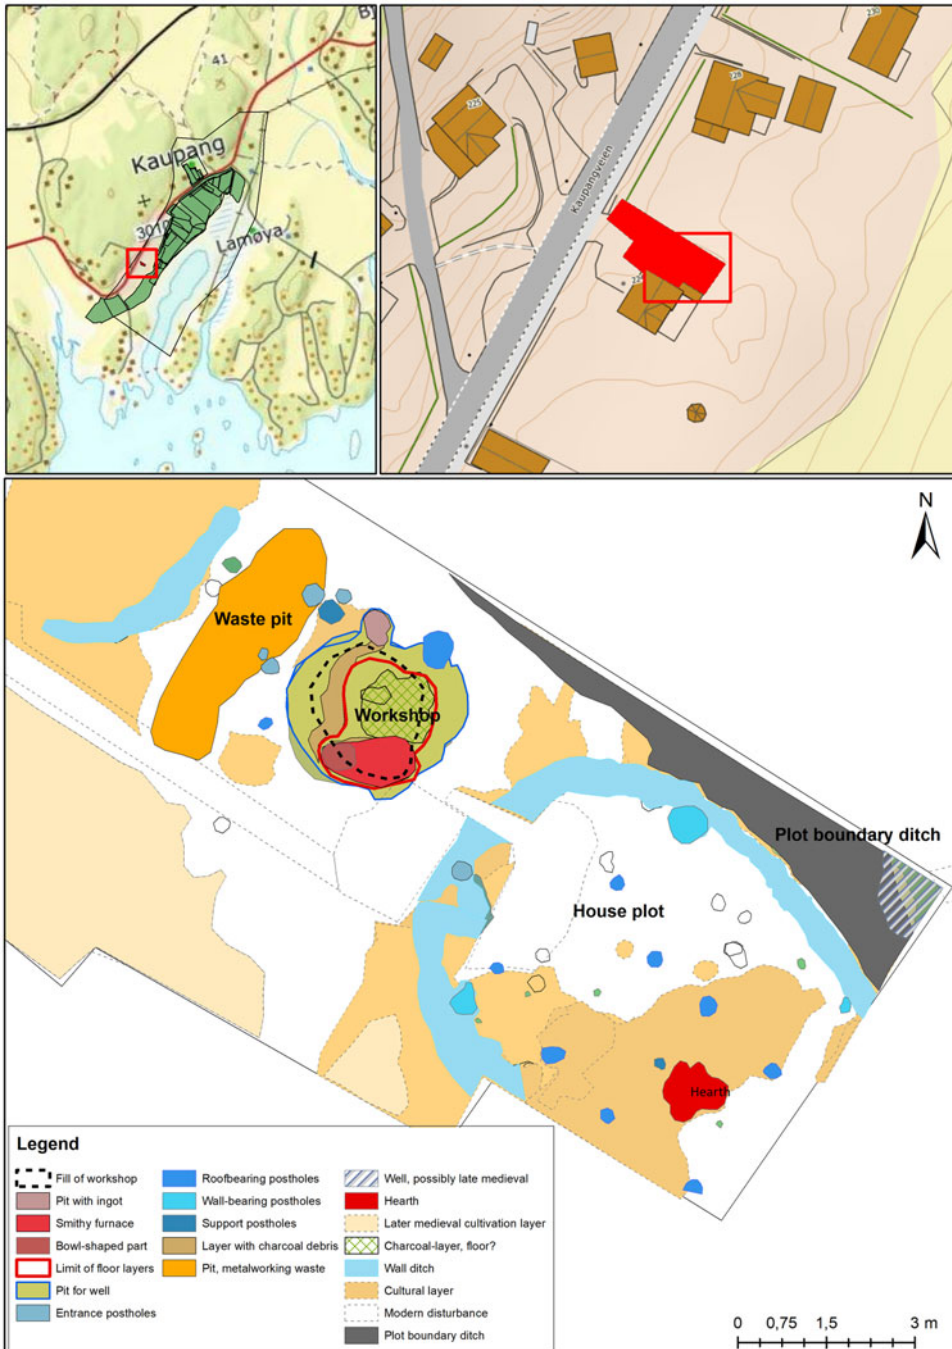 41
B
Kaupang
3010
Lamøya
225
230
Kaupangveien
N
Waste pit
Workshop
Plot boundary ditch
House plot
Hearth
Legend
Fill of workshop
Pit with ingot
Smithy furnace
Bowl-shaped part
Limit of floor layers
Pit for well
Entrance postholes
Roofbearing postholes
Wall-bearing postholes
Support postholes
Layer with charcoal debris
Pit, metalworking waste
Well, possibly late medieval
Hearth
Later medieval cultivation layer
Charcoal-layer, floor?
Wall ditch
Cultural layer
Modern disturbance
Plot boundary ditch
0 0,75 1,5 3 m